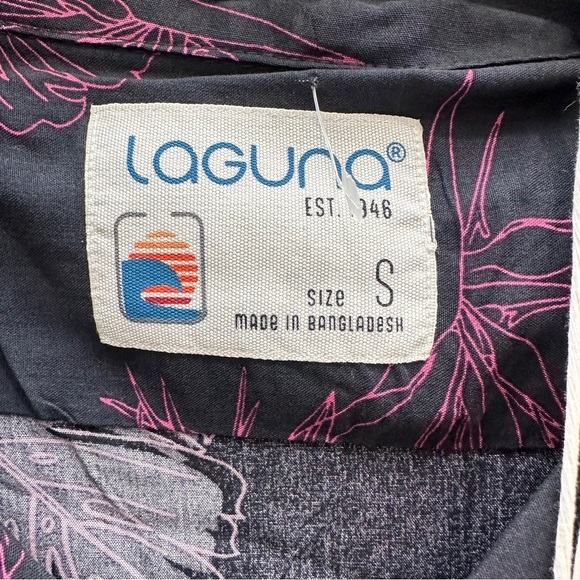 Laguna®
EST. 1946
SIZE S
MADE IN BANGLADESH